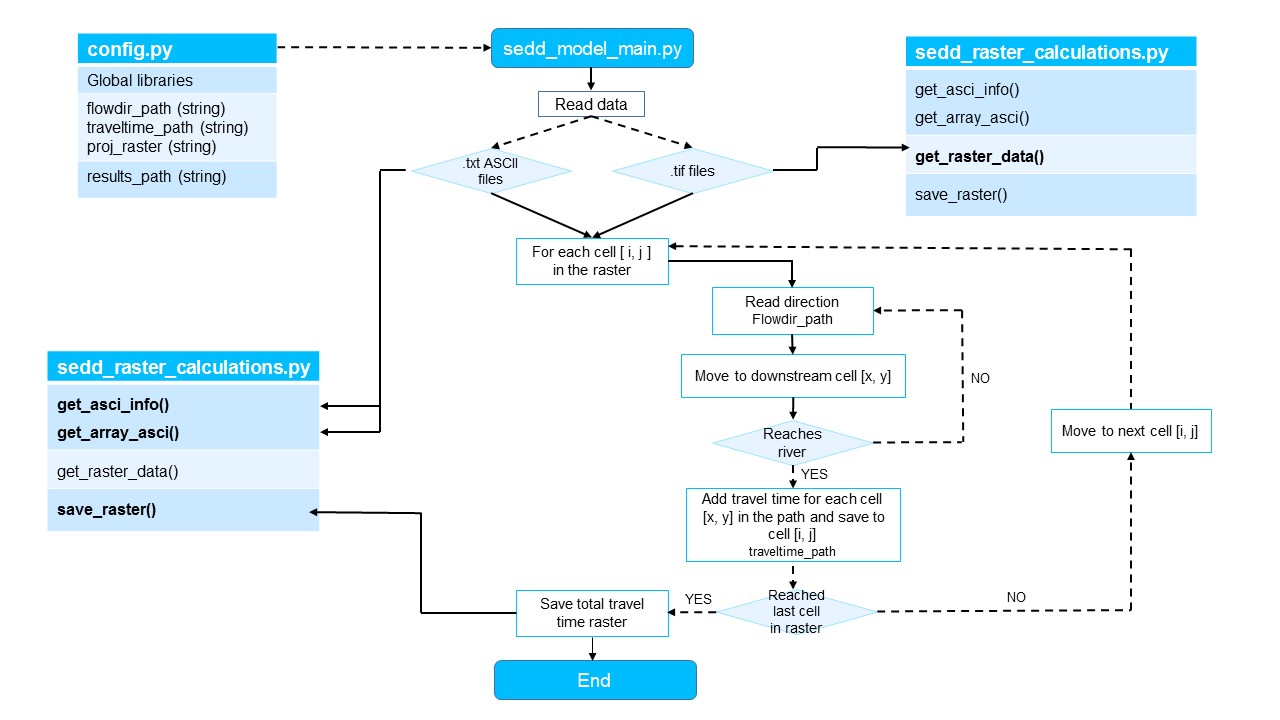 config.py
Global libraries
flowdir_path (string)
traveltime_path (string)
proj_raster (string)
results_path (string)
sedd_model_main.py
Read data
.txt ASCII
files
.tif files
sedd_raster_calculations.py
get_asci_info()
get_array_asci()
get_raster_data()
save_raster()
For each cell [ i, j ]
in the raster
Read direction
Flowdir_path
Move to downstream cell [x, y]
NO
Reaches
river
YES
Move to next cell [i, j]
sedd_raster_calculations.py
get_asci_info()
get_array_asci()
get_raster_data()
save_raster()
Add travel time for each cell
[x, y] in the path and save to
cell [i, j]
traveltime_path
Reached
last cell
in raster
YES
NO
Save total travel
time raster
End